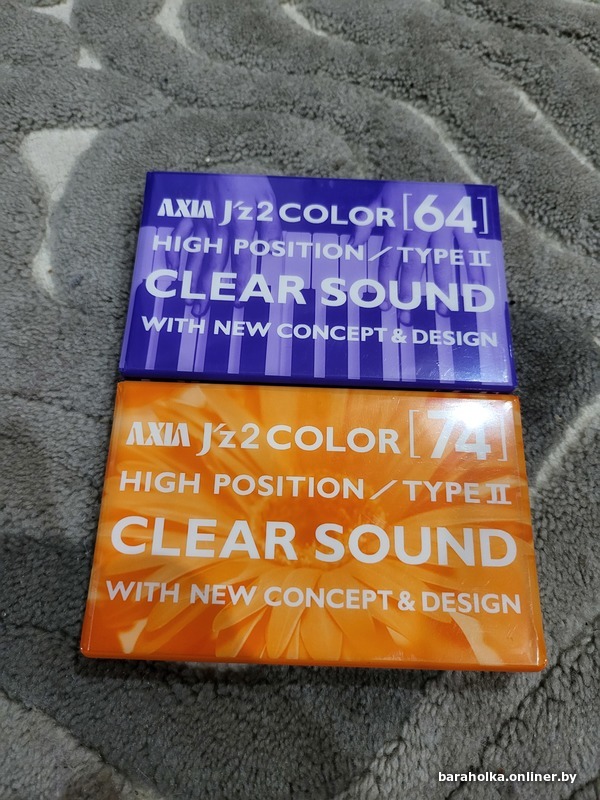 AXIA J'z2 COLOR [64]
HIGH POSITION / TYPE II
CLEAR SOUND
WITH NEW CONCEPT & DESIGN
AXIA J'z2 COLOR [74]
HIGH POSITION / TYPE II
CLEAR SOUND
WITH NEW CONCEPT & DESIGN
baraholka.onliner.by